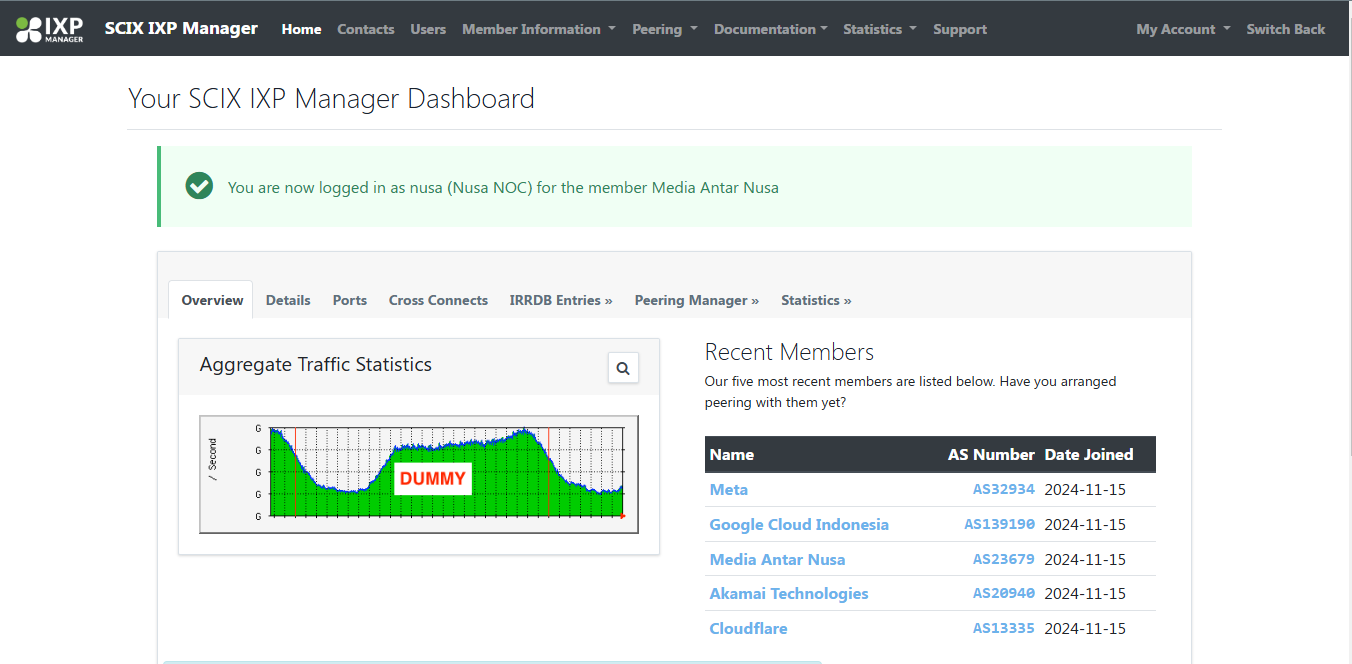 IXP MANAGER
SCIX IXP Manager Home Contacts Users Member Information Peering Documentation Statistics Support My Account Switch Back
Your SCIX IXP Manager Dashboard
You are now logged in as nusa (Nusa NOC) for the member Media Antar Nusa
Overview Details Ports Cross Connects IRRDB Entries » Peering Manager » Statistics »
Aggregate Traffic Statistics
/ Second
G
G
G
G
G
DUMMY
Recent Members
Our five most recent members are listed below. Have you arranged
peering with them yet?
Name AS Number Date Joined
Meta AS32934 2024-11-15
Google Cloud Indonesia AS139190 2024-11-15
Media Antar Nusa AS23679 2024-11-15
Akamai Technologies AS20940 2024-11-15
Cloudflare AS13335 2024-11-15